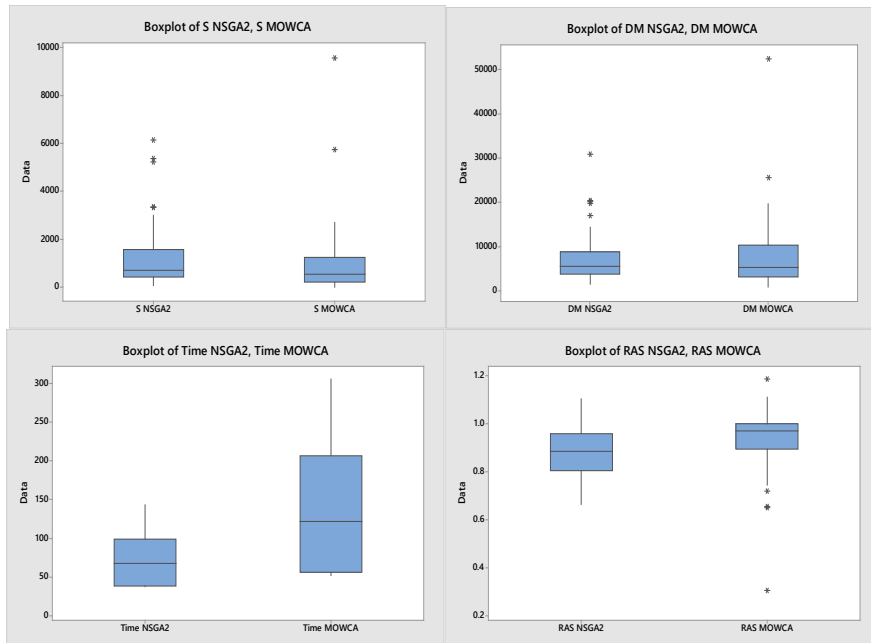 Boxplot of S NSGA2, S MOWCA
10000
8000
6000
4000
2000
0
Data
S NSGA2 S MOWCA
Boxplot of DM NSGA2, DM MOWCA
50000
40000
30000
20000
10000
0
Data
DM NSGA2 DM MOWCA
Boxplot of Time NSGA2, Time MOWCA
300
250
200
150
100
50
0
Data
Time NSGA2 Time MOWCA
Boxplot of RAS NSGA2, RAS MOWCA
1.2
1.0
0.8
0.6
0.4
0.2
Data
RAS NSGA2 RAS MOWCA